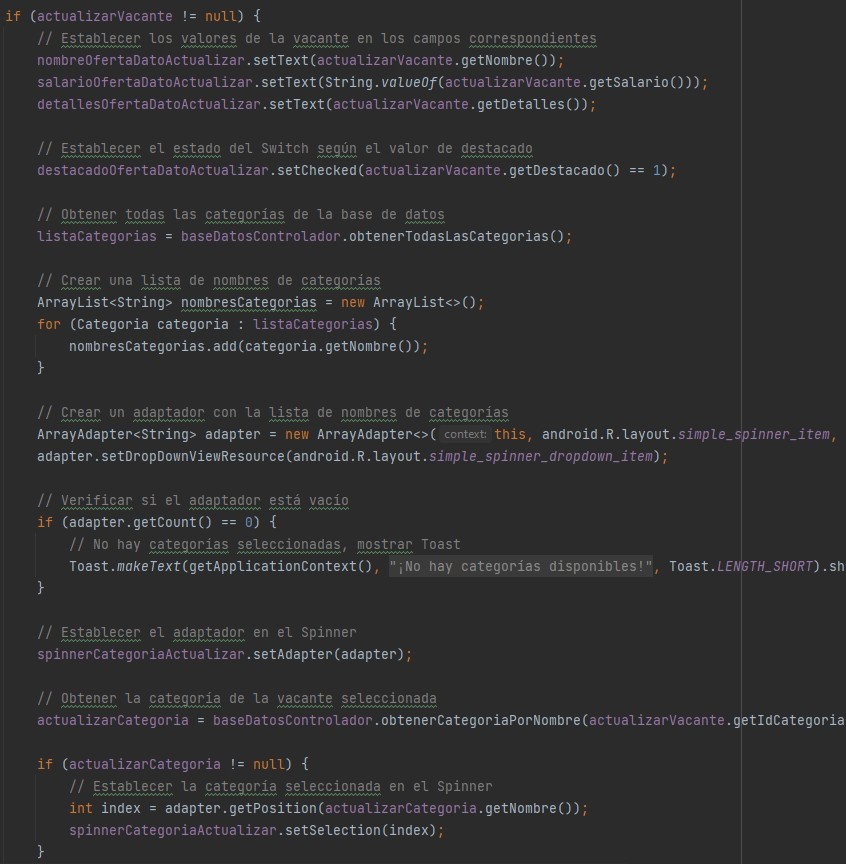 if (actualizarVacante != null) {
// Establecer los valores de la vacante en los campos correspondientes
nombreOfertaDatoActualizar.setText(actualizarVacante.getNombre());
salarioOfertaDatoActualizar.setText(String.valueOf(actualizarVacante.getSalario()));
detallesOfertaDatoActualizar.setText(actualizarVacante.getDetalles());
// Establecer el estado del Switch según el valor de destacado
destacadoOfertaDatoActualizar.setChecked(actualizarVacante.getDestacado() == 1);
// Obtener todas las categorías de la base de datos
listaCategorias = baseDatosControlador.obtenerTodasLasCategorias();
// Crear una lista de nombres de categorías
ArrayList<String> nombresCategorias = new ArrayList<>();
for (Categoria categoria : listaCategorias) {
nombresCategorias.add(categoria.getNombre());
}
// Crear un adaptador con la lista de nombres de categorías
ArrayAdapter<String> adapter = new ArrayAdapter<>( context: this, android.R.layout.simple_spinner_item,
adapter.setDropDownViewResource(android.R.layout.simple_spinner_dropdown_item);
// Verificar si el adaptador está vacío
if (adapter.getCount() == 0) {
// No hay categorías seleccionadas, mostrar Toast
Toast.makeText(getApplicationContext(), "¡No hay categorías disponibles!", Toast.LENGTH_SHORT).sh
}
// Establecer el adaptador en el Spinner
spinnerCategoriaActualizar.setAdapter(adapter);
// Obtener la categoría de la vacante seleccionada
actualizarCategoria = baseDatosControlador.obtenerCategoriaPorNombre(actualizarVacante.getIdCategoria
if (actualizarCategoria != null) {
// Establecer la categoría seleccionada en el Spinner
int index = adapter.getPosition(actualizarCategoria.getNombre());
spinnerCategoriaActualizar.setSelection(index);
}